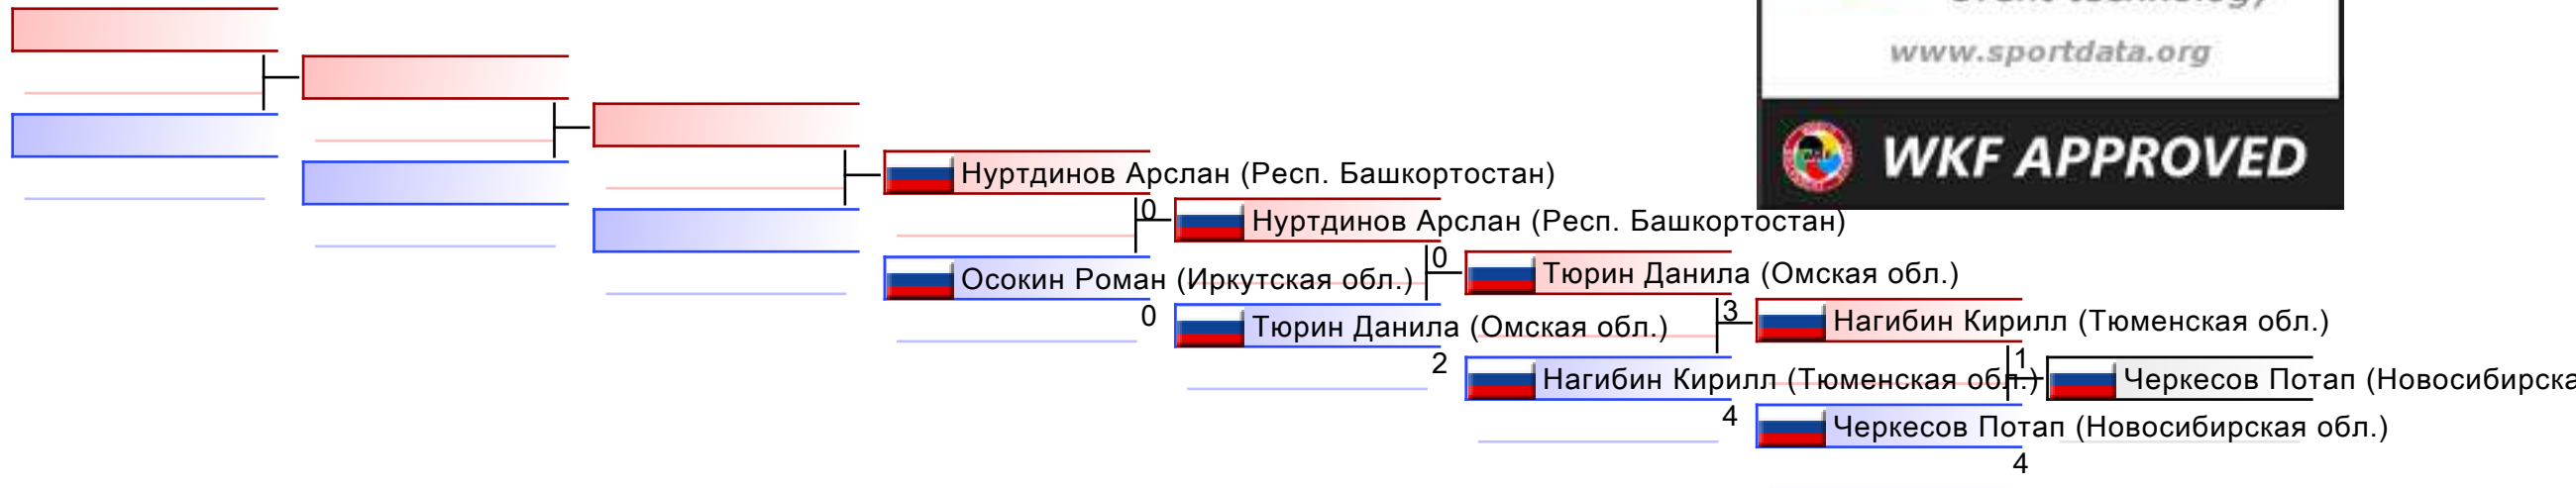 www.sportdata.org
WKF APPROVED
Нуртдинов Арслан (Респ. Башкортостан)
0
Нуртдинов Арслан (Респ. Башкортостан)
Осокин Роман (Иркутская обл.)
0
0
Тюрин Данила (Омская обл.)
Тюрин Данила (Омская обл.)
2
3
Нагибин Кирилл (Тюменская обл.)
Нагибин Кирилл (Тюменская обл.)
4
1
Черкесов Потап (Новосибирска
Черкесов Потап (Новосибирская обл.)
4